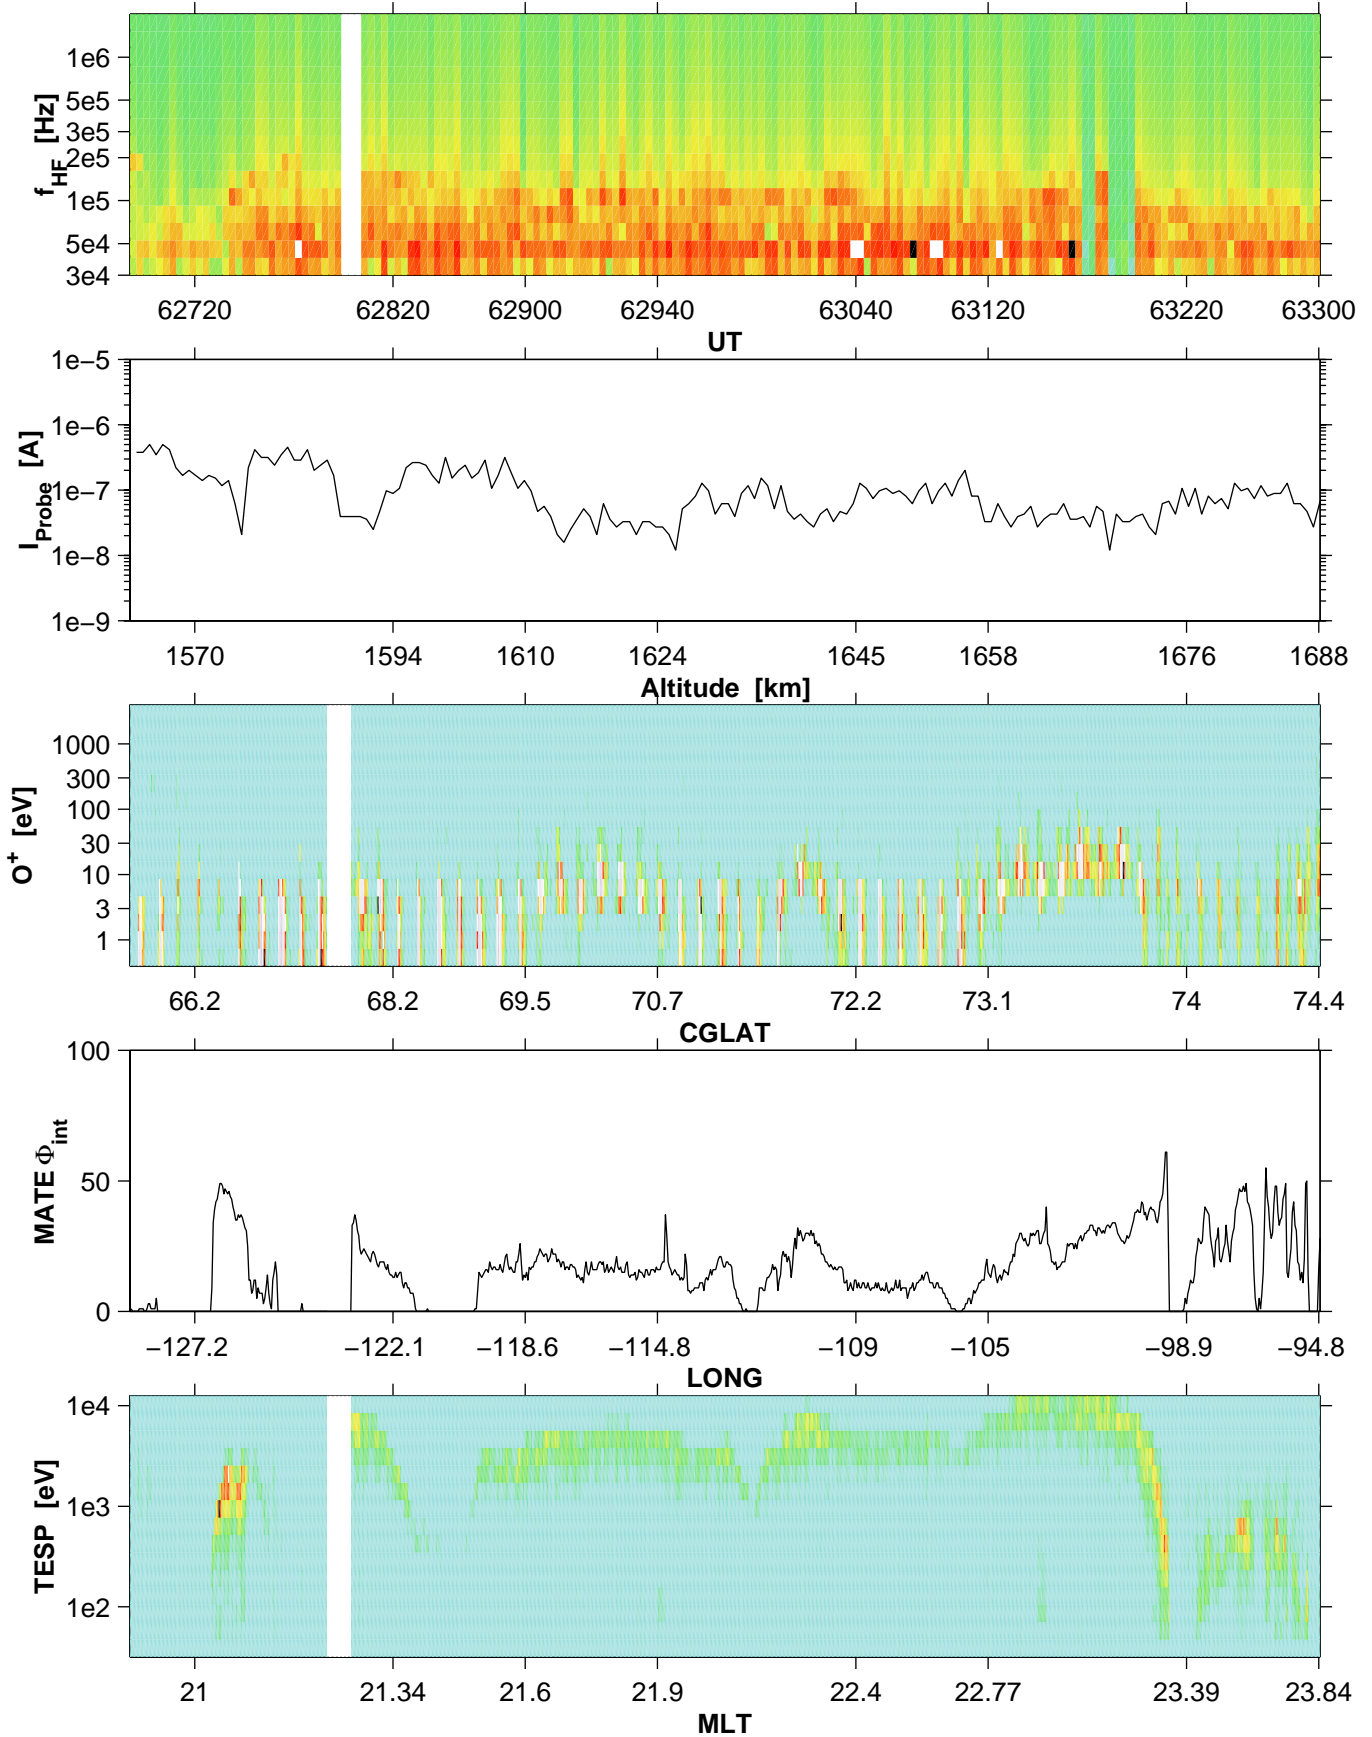 f_HF [Hz]
1e6
5e5
3e5
2e5
1e5
5e4
3e4
62720 62820 62900 62940 63040 63120 63220 63300
UT
I_Probe [A]
1e−5
1e−6
1e−7
1e−8
1e−9
1570 1594 1610 1624 1645 1658 1676 1688
Altitude [km]
O⁺ [eV]
1000
300
100
30
10
3
1
66.2 68.2 69.5 70.7 72.2 73.1 74 74.4
CGLAT
MATE Φ_int
100
50
0
−127.2 −122.1 −118.6 −114.8 −109 −105 −98.9 −94.8
LONG
TESP [eV]
1e4
1e3
1e2
21 21.34 21.6 21.9 22.4 22.77 23.39 23.84
MLT